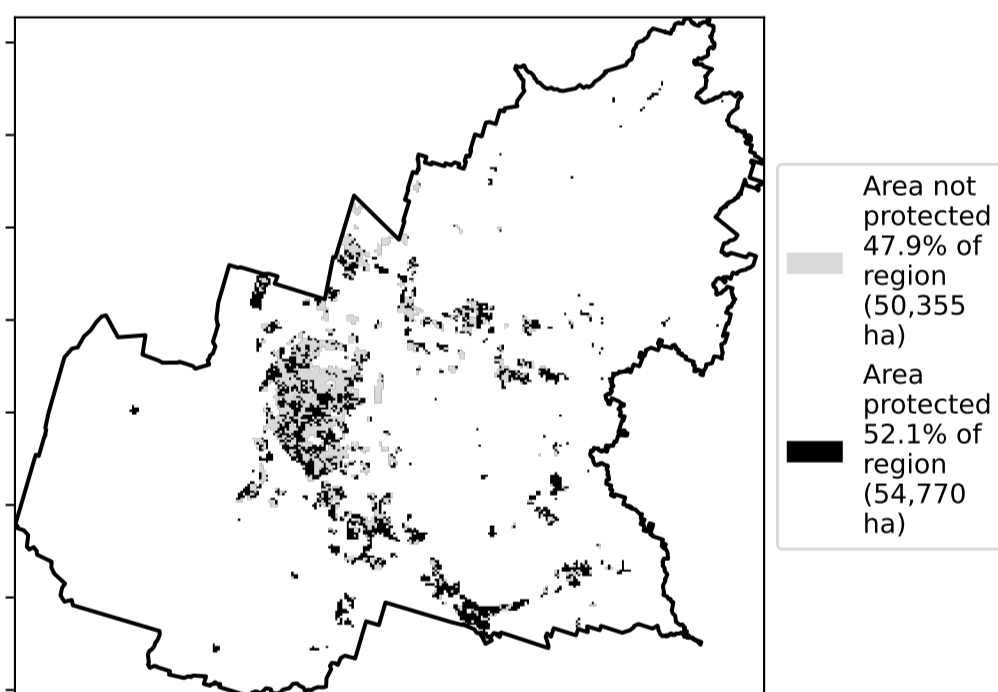 Area not
protected
47.9% of
region
(50,355
ha)
Area
protected
52.1% of
region
(54,770
ha)